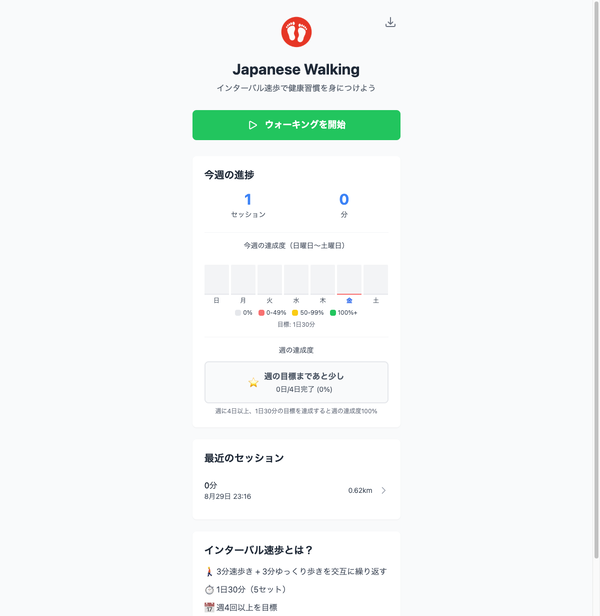 Japanese Walking
インターバル速歩で健康習慣を身につけよう
ウォーキングを開始
今週の進捗
1
セッション
0
分
今週の達成度（日曜日〜土曜日）
日 月 火 水 木 金 土
0% 0-49% 50-99% 100%+
目標: 1日30分
週の達成度
週の目標まであと少し
0日/4日完了 (0%)
週に4日以上、1日30分の目標を達成すると週の達成度100%
最近のセッション
0分
8月29日 23:16
0.62km
インターバル速歩とは？
3分速歩き + 3分ゆっくり歩きを交互に繰り返す
1日30分（5セット）
週4回以上を目標